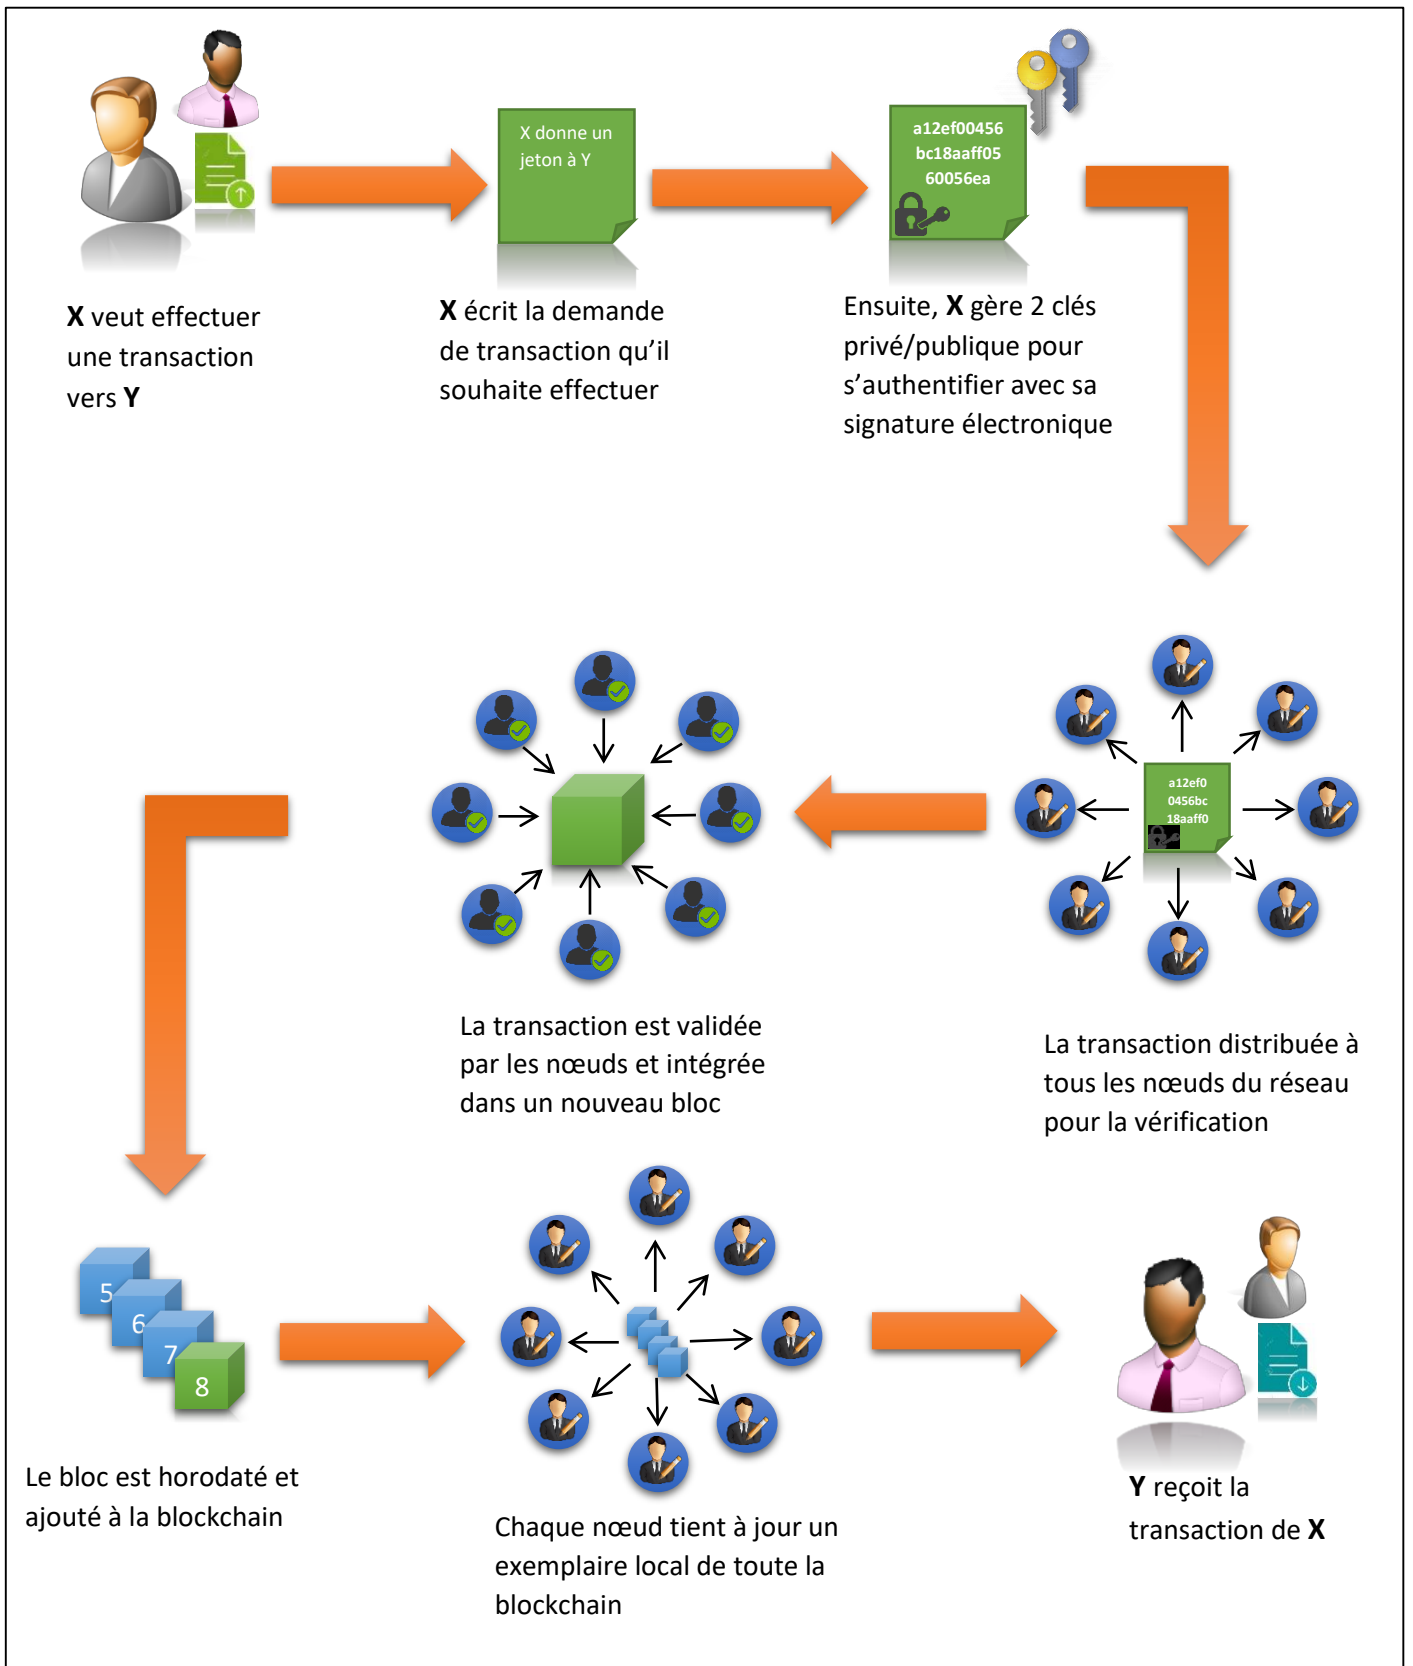 X donne un
jeton à Y
a12ef00456
bc18aaff05
60056ea
X veut effectuer
une transaction
vers Y
X écrit la demande
de transaction qu’il
souhaite effectuer
Ensuite, X gère 2 clés
privé/publique pour
s’authentifier avec sa
signature électronique
a12ef0
0456bc
18aaff0
La transaction est validée
par les nœuds et intégrée
dans un nouveau bloc
La transaction distribuée à
tous les nœuds du réseau
pour la vérification
5
6
7
8
Le bloc est horodaté et
ajouté à la blockchain
Chaque nœud tient à jour un
exemplaire local de toute la
blockchain
Y reçoit la
transaction de X